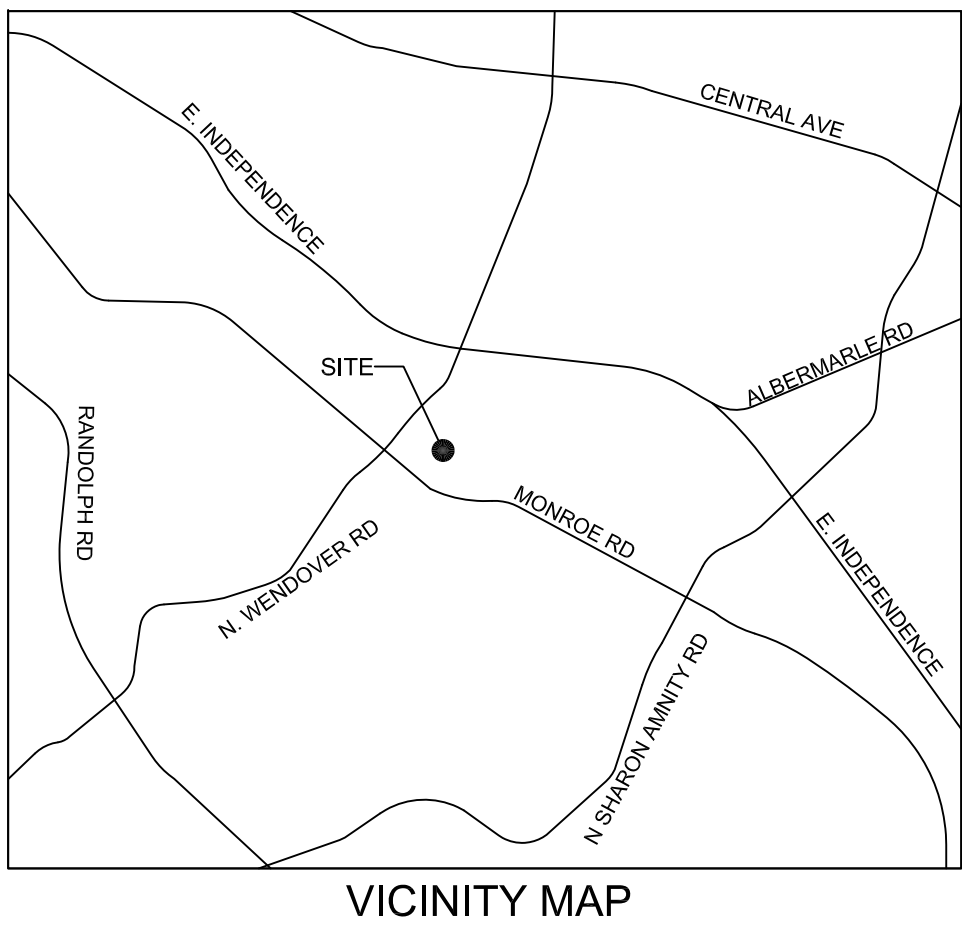 CENTRAL AVE
E. INDEPENDENCE
ALBERMARLE RD
SITE
RANDOLPH RD
MONROE RD
N. WENDOVER RD
E. INDEPENDENCE
N SHARON AMNITY RD
VICINITY MAP